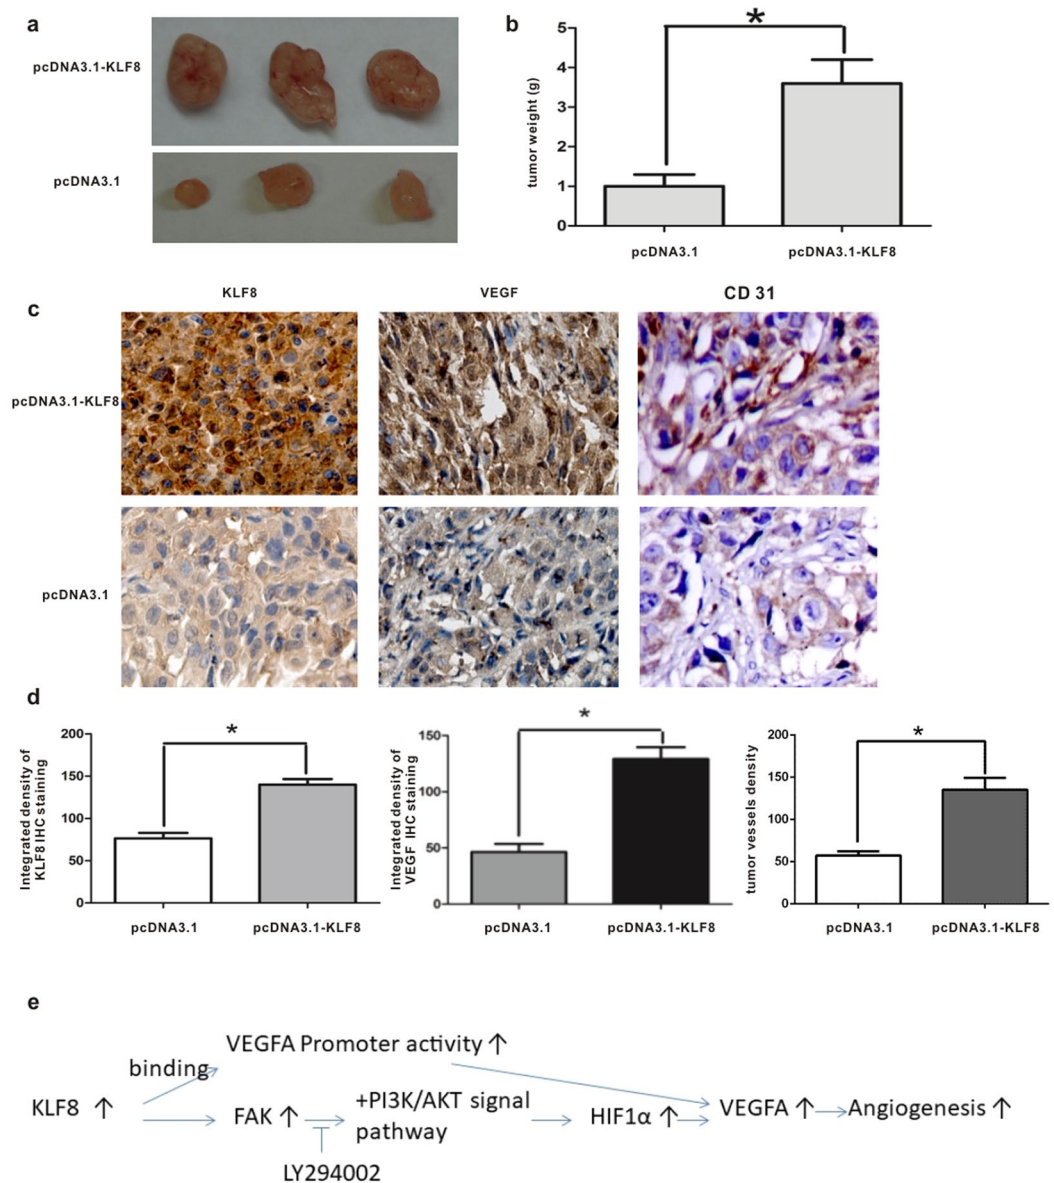 a
pcDNA3.1-KLF8
pcDNA3.1
b
*
tumor weight (g)
5
4
3
2
1
0
pcDNA3.1
pcDNA3.1-KLF8
c
KLF8
VEGF
CD 31
pcDNA3.1-KLF8
pcDNA3.1
d
*
Integrated density of
KLF8 IHC staining
200
150
100
50
0
pcDNA3.1
pcDNA3.1-KLF8
*
Integrated density of
VEGF IHC staining
150
100
50
0
pcDNA3.1
pcDNA3.1-KLF8
*
tumor vessels density
200
150
100
50
0
pcDNA3.1
pcDNA3.1-KLF8
e
VEGFA Promoter activity ↑
binding
KLF8 ↑
FAK ↑
+PI3K/AKT signal
pathway
HIF1α ↑
VEGFA ↑
Angiogenesis ↑
LY294002